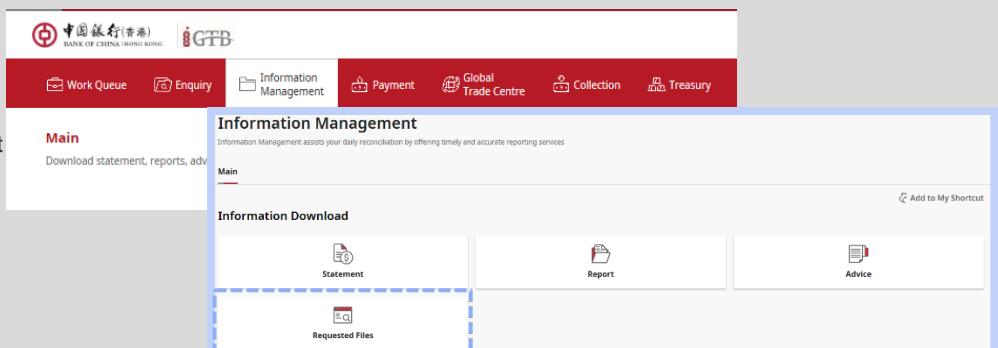 中国銀行(香港)
BANK OF CHINA (HONG KONG)
iGTB
Work Queue
Enquiry
Information
Management
Payment
Global
Trade Centre
Collection
Treasury
Main
Download statement, reports, adv
t
Information Management
Information Management assists your daily reconciliation by offering timely and accurate reporting services
Main
Add to My Shortcut
Information Download
Statement
Report
Advice
Requested Files